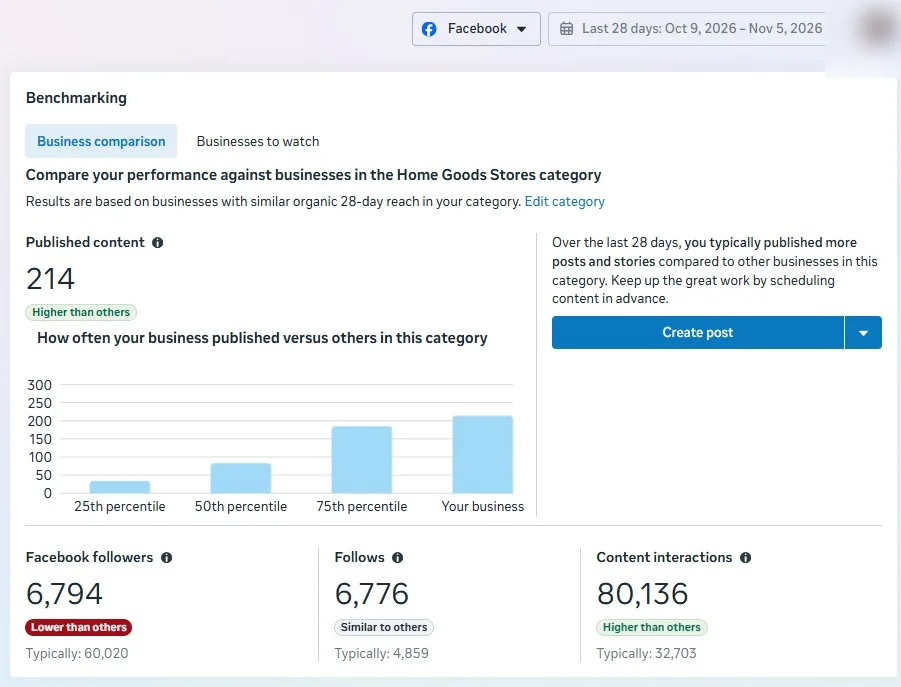 Facebook
Last 28 days: Oct 9, 2026 – Nov 5, 2026
Benchmarking
Business comparison
Businesses to watch
Compare your performance against businesses in the Home Goods Stores category
Results are based on businesses with similar organic 28-day reach in your category. Edit category
Published content
214
Higher than others
How often your business published versus others in this category
300
250
200
150
100
50
0
25th percentile
50th percentile
75th percentile
Your business
Over the last 28 days, you typically published more
posts and stories compared to other businesses in this
category. Keep up the great work by scheduling
content in advance.
Create post
Facebook followers
6,794
Lower than others
Typically: 60,020
Follows
6,776
Similar to others
Typically: 4,859
Content interactions
80,136
Higher than others
Typically: 32,703